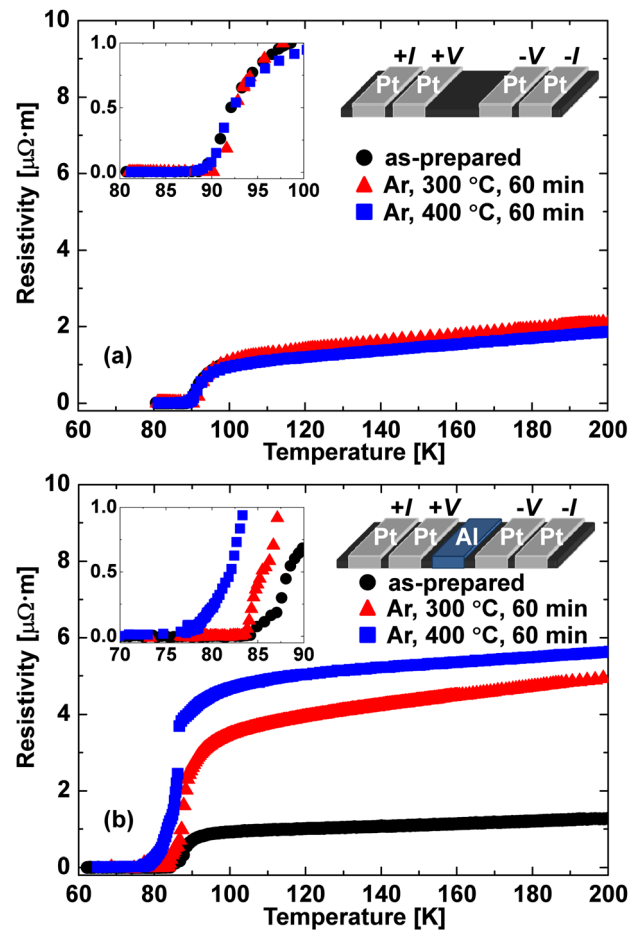 10
8
6
4
2
0
Resistivity [μΩ·m]
1.0
0.5
0.0
80 85 90 95 100
+I +V -V -I
Pt Pt Pt Pt
as-prepared
Ar, 300 °C, 60 min
Ar, 400 °C, 60 min
(a)
60 80 100 120 140 160 180 200
Temperature [K]
10
8
6
4
2
0
Resistivity [μΩ·m]
1.0
0.5
0.0
70 75 80 85 90
+I +V -V -I
Pt Pt Al Pt Pt
as-prepared
Ar, 300 °C, 60 min
Ar, 400 °C, 60 min
(b)
60 80 100 120 140 160 180 200
Temperature [K]